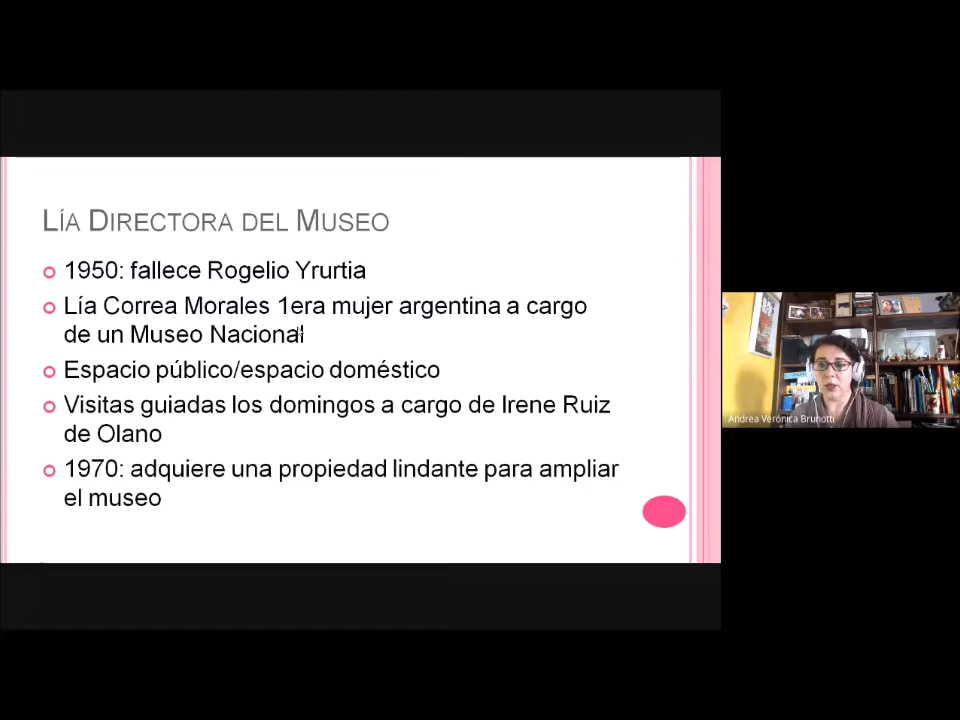 LÍA DIRECTORA DEL MUSEO
1950: fallece Rogelio Yrurtia
Lía Correa Morales 1era mujer argentina a cargo
de un Museo Nacional
Espacio público/espacio doméstico
Visitas guiadas los domingos a cargo de Irene Ruiz
de Olano
1970: adquiere una propiedad lindante para ampliar
el museo
Andrea Verónica Brunotti